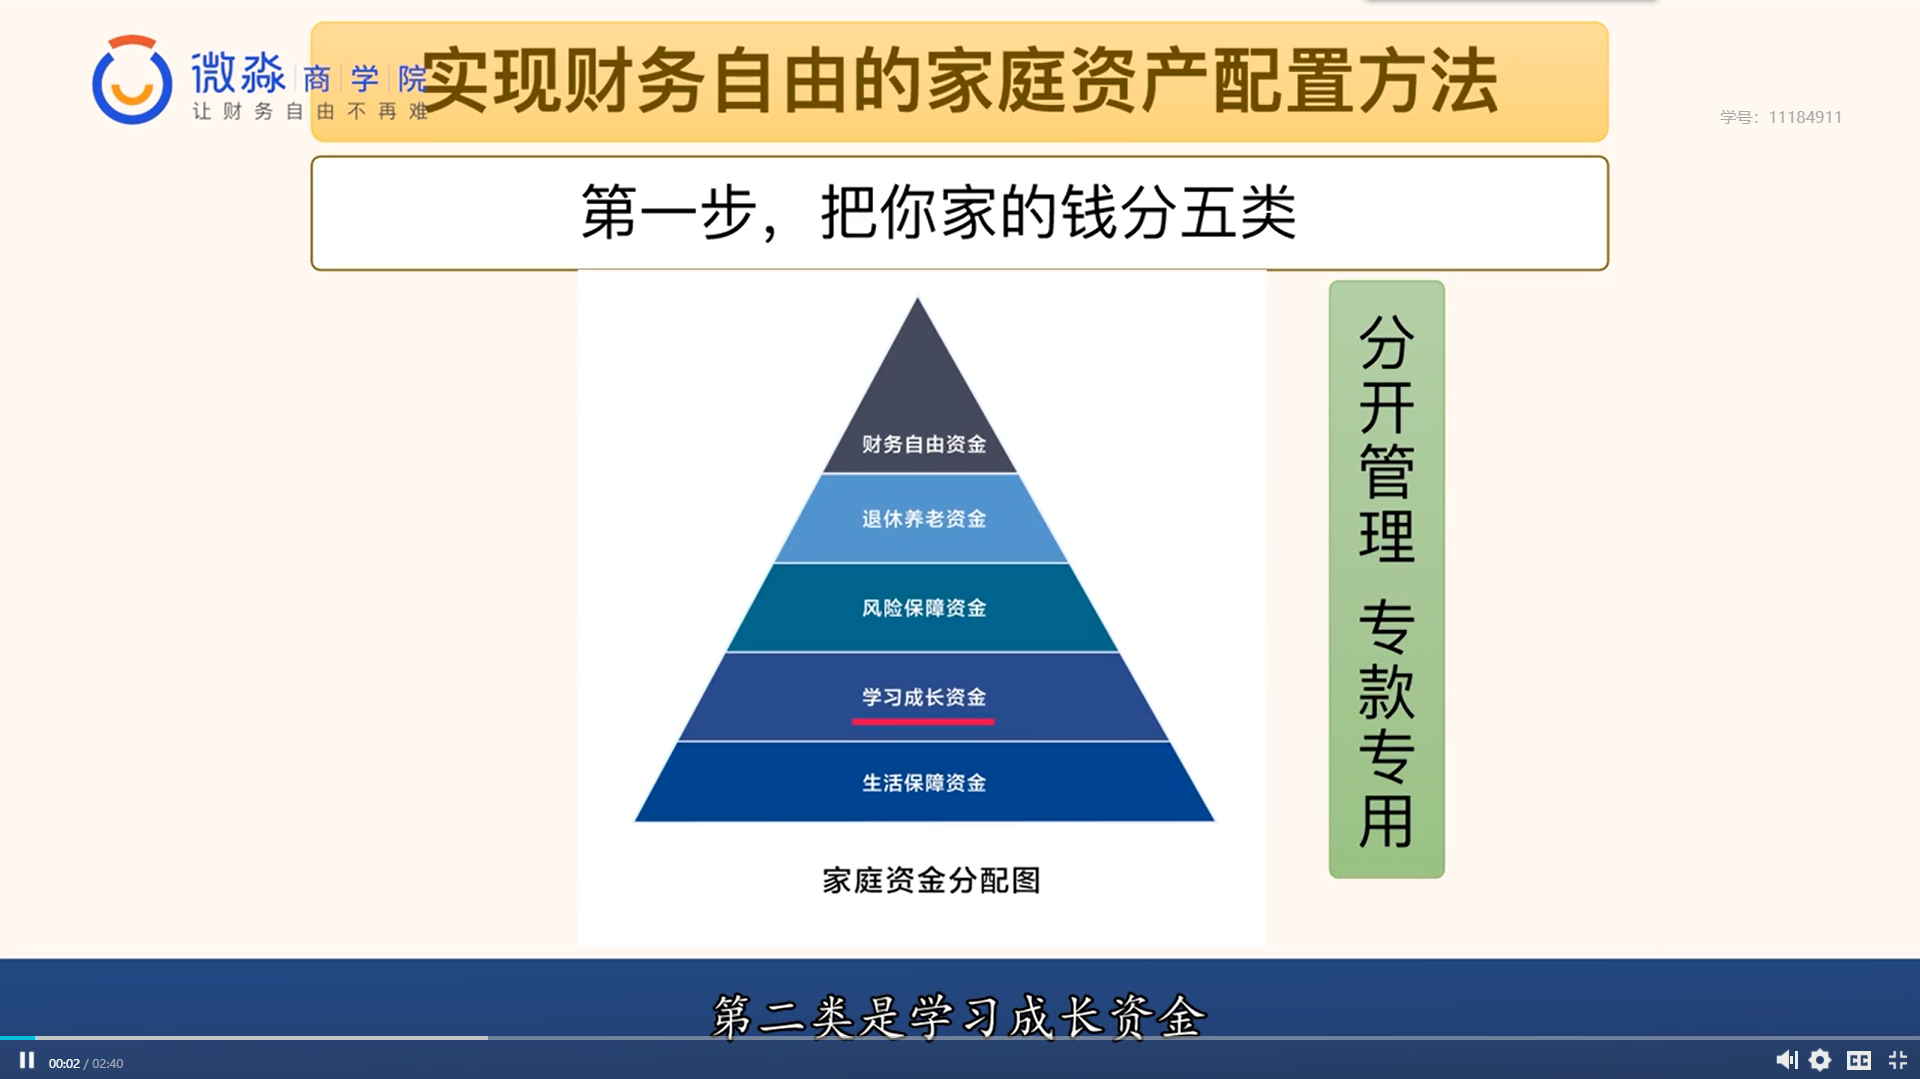 微淼商学院
让财务自由不再难
实现财务自由的家庭资产配置方法
学号：11184911
第一步，把你家的钱分五类
财务自由资金
退休养老资金
风险保障资金
学习成长资金
生活保障资金
家庭资金分配图
分开管理 专款专用
第二类是学习成长资金
00:02 / 02:40
CC